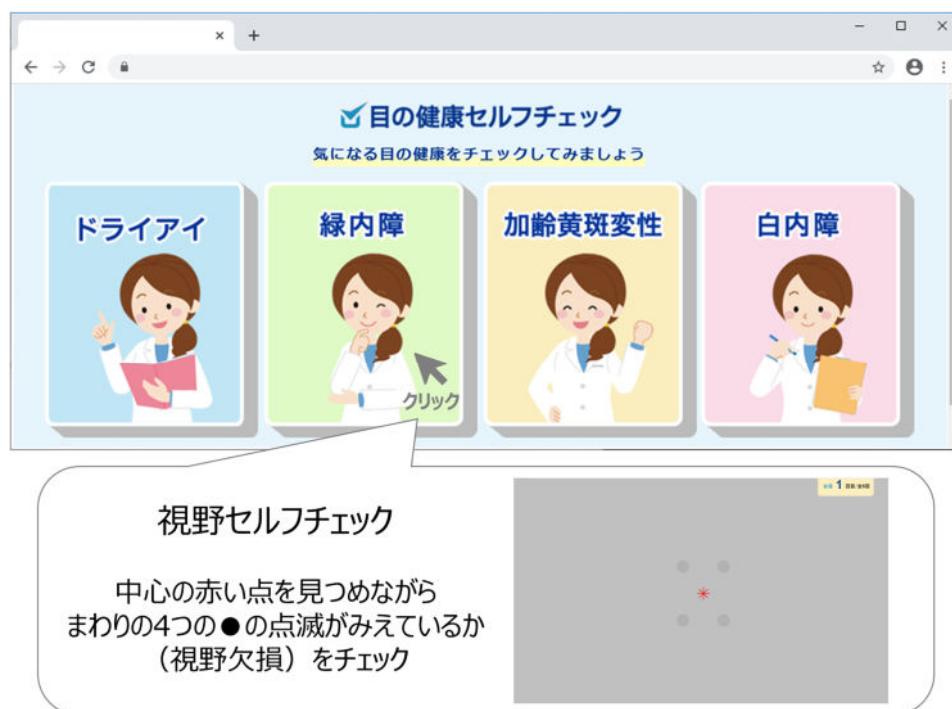 目の健康セルフチェック
気になる目の健康をチェックしてみましょう
ドライアイ
緑内障
加齢黄斑変性
白内障
クリック
視野セルフチェック
中心の赤い点を見つめながら
まわりの4つの●の点滅がみえているか
（視野欠損）をチェック
1